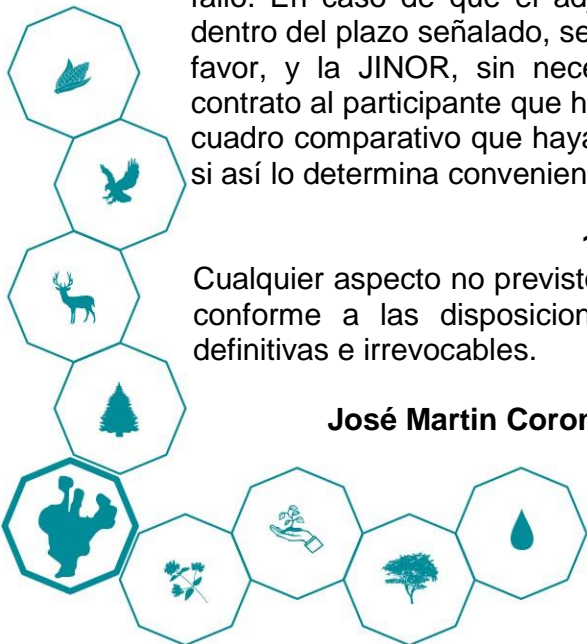 fallo. En caso de que el adj
dentro del plazo señalado, se
favor, y la JINOR, sin nece
contrato al participante que h
cuadro comparativo que haya
si así lo determina convenien
Cualquier aspecto no previsto
conforme a las disposicion
definitivas e irrevocables.
José Martin Coron